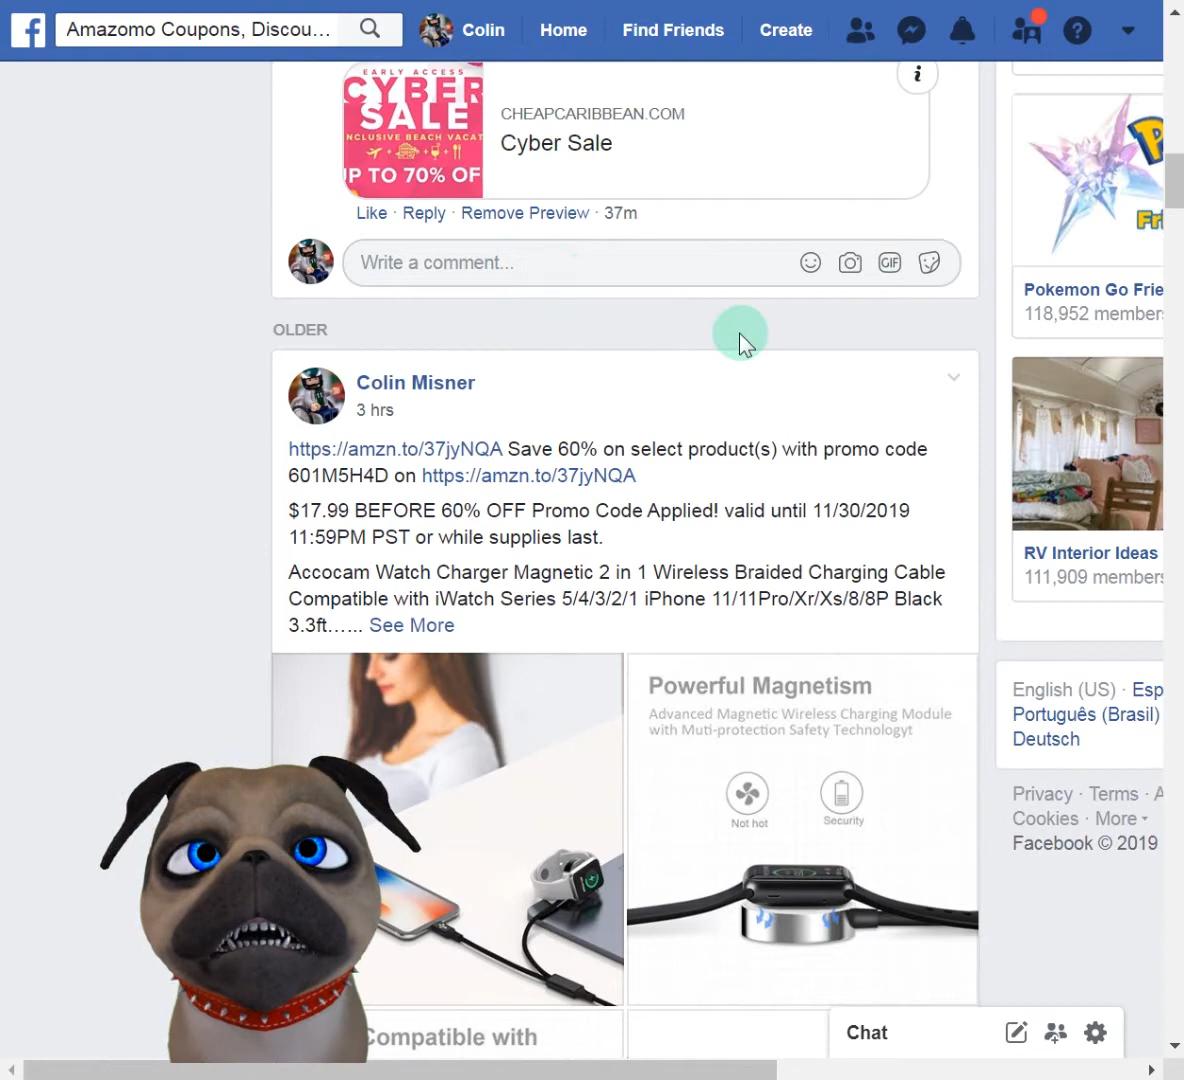 Amazomo Coupons, Discou...
Colin
Home
Find Friends
Create
EARLY ACCESS
CYBER
SALE
NCLUSIVE BEACH VACAT
UP TO 70% OF
CHEAPCARIBBEAN.COM
Cyber Sale
Like · Reply · Remove Preview · 37m
Write a comment...
GIF
OLDER
Colin Misner
3 hrs
https://amzn.to/37jyNQA Save 60% on select product(s) with promo code
601M5H4D on https://amzn.to/37jyNQA
$17.99 BEFORE 60% OFF Promo Code Applied! valid until 11/30/2019
11:59PM PST or while supplies last.
Accocam Watch Charger Magnetic 2 in 1 Wireless Braided Charging Cable
Compatible with iWatch Series 5/4/3/2/1 iPhone 11/11Pro/Xr/Xs/8/8P Black
3.3ft…... See More
Powerful Magnetism
Advanced Magnetic Wireless Charging Module
with Muti-protection Safety Technologyt
Not hot
Security
Compatible with
Fri
Pokemon Go Frie
118,952 members
RV Interior Ideas
111,909 members
English (US) · Esp
Português (Brasil)
Deutsch
Privacy · Terms · A
Cookies · More
Facebook © 2019
Chat